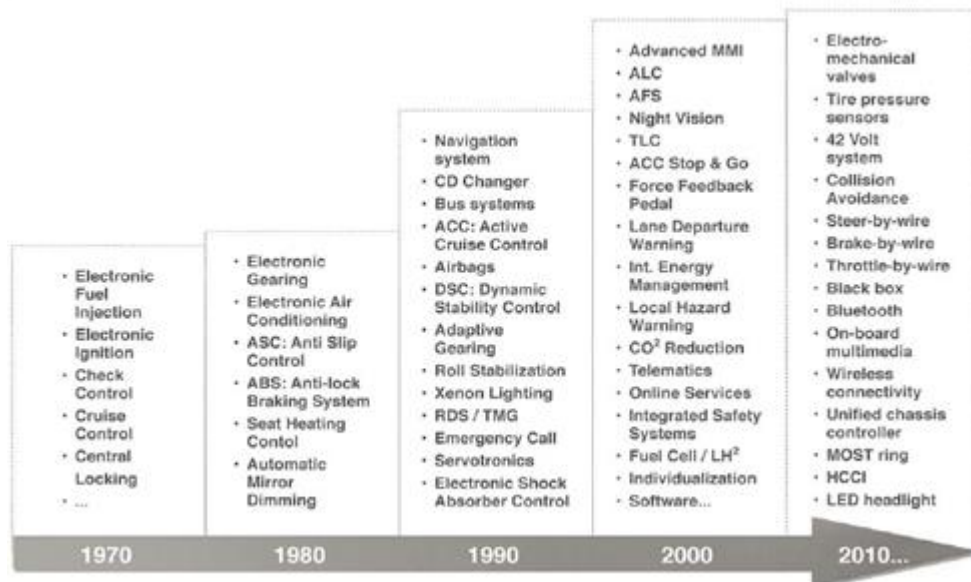 • Electronic
Fuel
Injection
• Electronic
Ignition
• Check
Control
• Cruise
Control
• Central
Locking
• ...
1970
• Electronic
Gearing
• Electronic Air
Conditioning
• ASC: Anti Slip
Control
• ABS: Anti-lock
Braking System
• Seat Heating
Contol
• Automatic
Mirror
Dimming
1980
• Navigation
system
• CD Changer
• Bus systems
• ACC: Active
Cruise Control
• Airbags
• DSC: Dynamic
Stability Control
• Adaptive
Gearing
• Roll Stabilization
• Xenon Lighting
• RDS / TMG
• Emergency Call
• Servotronics
• Electronic Shock
Absorber Control
1990
• Advanced MMI
• ALC
• AFS
• Night Vision
• TLC
• ACC Stop & Go
• Force Feedback
Pedal
• Lane Departure
Warning
• Int. Energy
Management
• Local Hazard
Warning
• CO² Reduction
• Telematics
• Online Services
• Integrated Safety
Systems
• Fuel Cell / LH²
• Individualization
• Software...
2000
• Electro-
mechanical
valves
• Tire pressure
sensors
• 42 Volt
system
• Collision
Avoidance
• Steer-by-wire
• Brake-by-wire
• Throttle-by-wire
• Black box
• Bluetooth
• On-board
multimedia
• Wireless
connectivity
• Unified chassis
controller
• MOST ring
• HCCI
• LED headlight
2010...